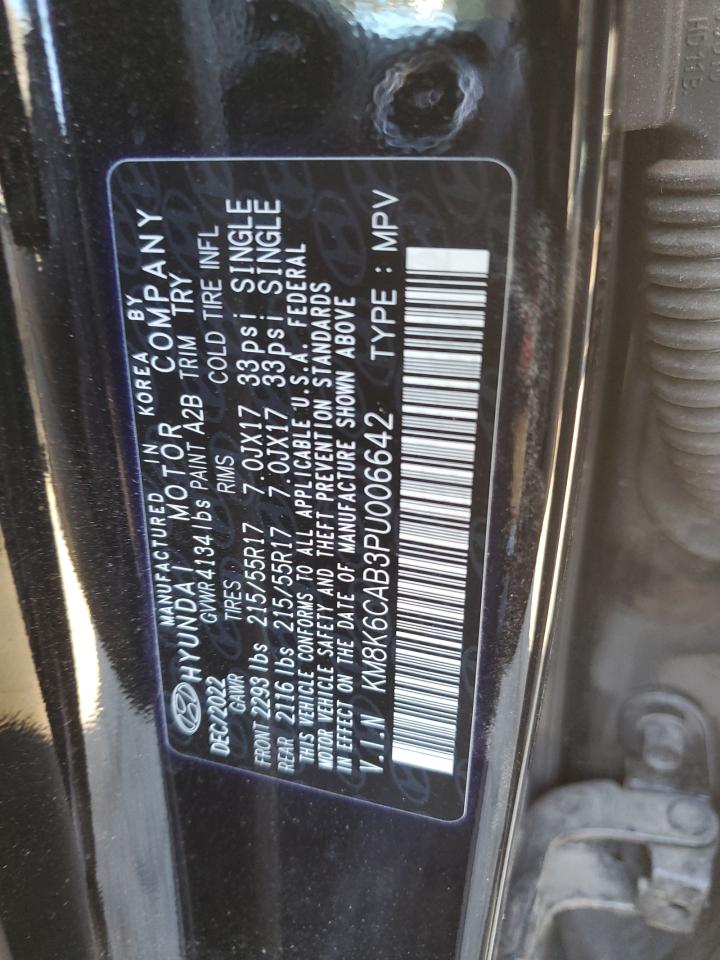 MANUFACTURED IN KOREA BY
HYUNDAI MOTOR COMPANY
DEC/2022 GVWR 4134 lbs PAINT A2B TRIM TRY
GAWR TIRES RIMS COLD TIRE INFL
FRONT 2293 lbs 215/55R17 7.0JX17 33psi SINGLE
REAR 2116 lbs 215/55R17 7.0JX17 33psi SINGLE
THIS VEHICLE CONFORMS TO ALL APPLICABLE U.S.A. FEDERAL
MOTOR VEHICLE SAFETY AND THEFT PREVENTION STANDARDS
IN EFFECT ON THE DATE OF MANUFACTURE SHOWN ABOVE
V.I.N KM8K6CAB3PU006642 TYPE : MPV